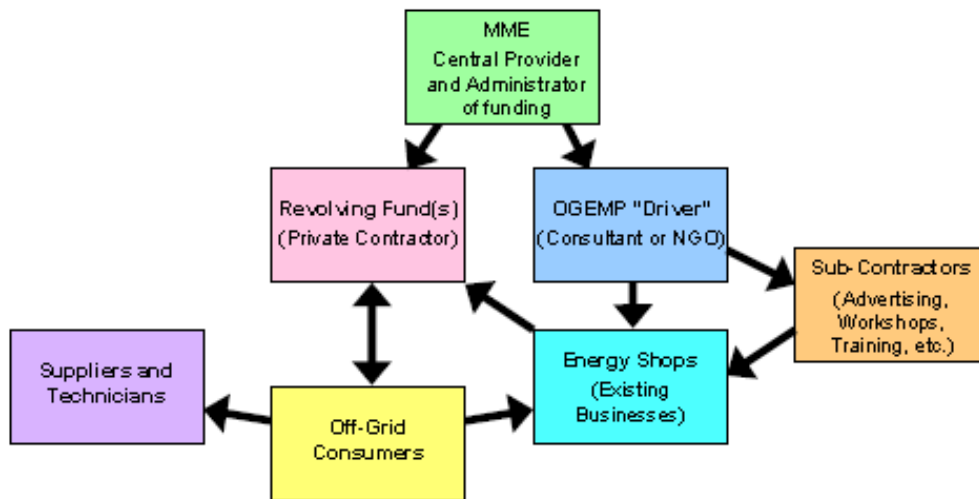 MME
Central Provider
and Administrator
of funding
Revolving Fund(s)
(Private Contractor)
OGEMP "Driver"
(Consultant or NGO)
Sub-Contractors
(Advertising,
Workshops,
Training, etc.)
Suppliers and
Technicians
Off-Grid
Consumers
Energy Shops
(Existing
Businesses)